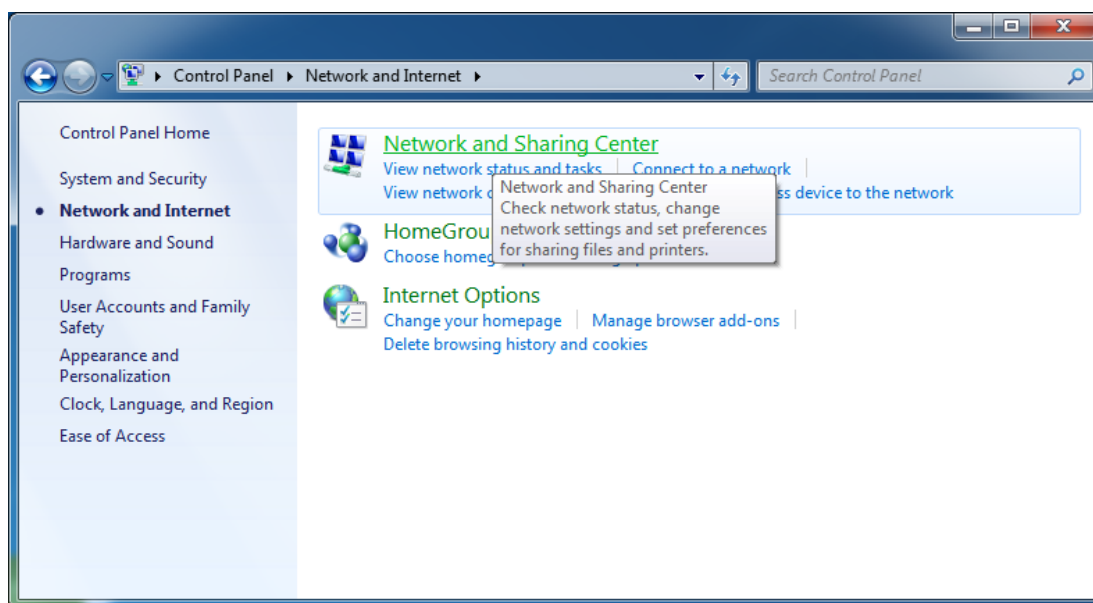 Control Panel Network and Internet Search Control Panel
Control Panel Home
System and Security
Network and Internet
Hardware and Sound
Programs
User Accounts and Family
Safety
Appearance and
Personalization
Clock, Language, and Region
Ease of Access
Network and Sharing Center
View network status and tasks Connect to a network
View network ss device to the network
Network and Sharing Center
Check network status, change
network settings and set preferences
for sharing files and printers.
HomeGrou
Choose homeg
Internet Options
Change your homepage Manage browser add-ons
Delete browsing history and cookies